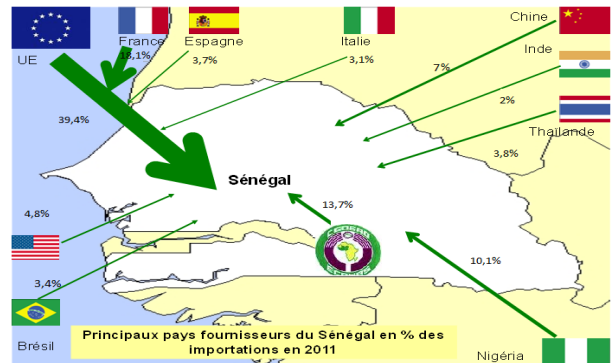 UE
France
Espagne
Italie
Chine
18,1%
3,7%
3,1%
7%
Inde
2%
Thaïlande
39,4%
3,8%
Sénégal
13,7%
4,8%
10,1%
3,4%
Brésil
Nigéria
Principaux pays fournisseurs du Sénégal en % des
importations en 2011